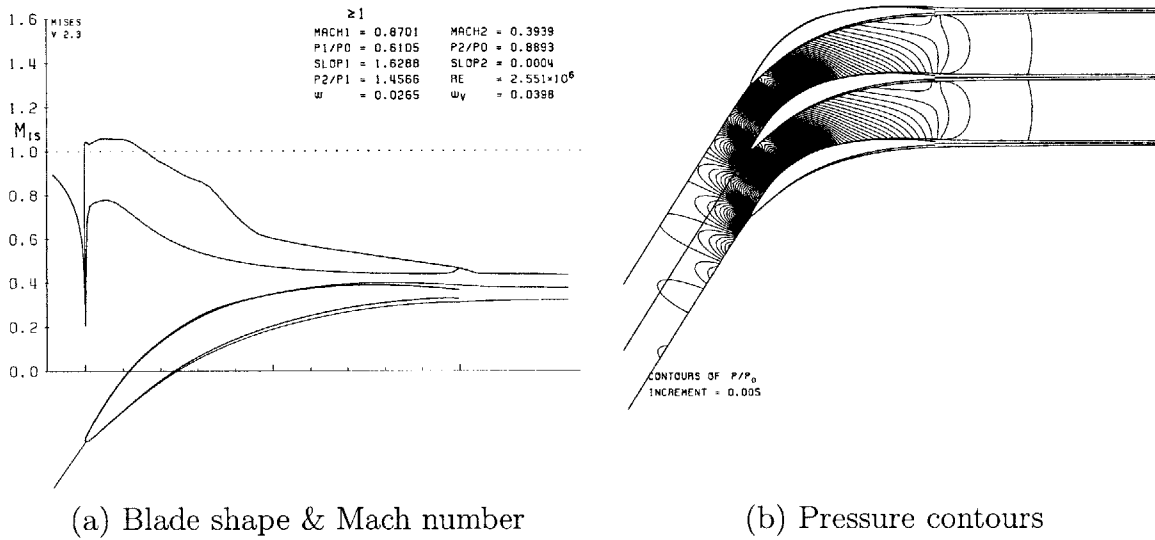 MISES
V 2.3
≥1
MACH1 = 0.8701 MACH2 = 0.3939
P1/P0 = 0.6105 P2/P0 = 0.8893
SLOP1 = 1.6288 SLOP2 = 0.0004
P2/P1 = 1.4566 RE = 2.551×10⁶
ω = 0.0265 ωv = 0.0398
1.6
1.4
1.2
MIS
1.0
0.8
0.6
0.4
0.2
0.0
CONTOURS OF P/P₀
INCREMENT = 0.005
(a) Blade shape & Mach number
(b) Pressure contours